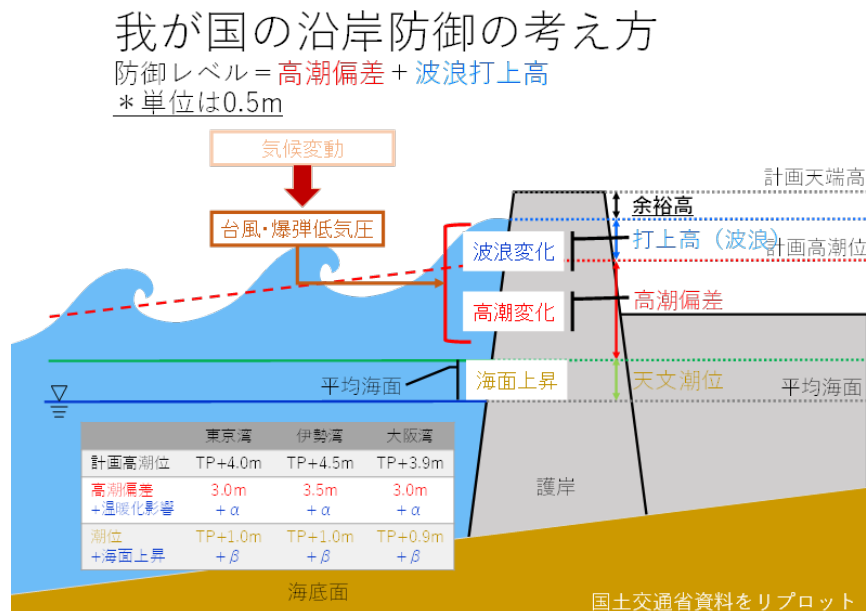 我が国の沿岸防御の考え方
防御レベル＝高潮偏差＋波浪打上高
＊単位は0.5m
気候変動
計画天端高
余裕高
台風・爆弾低気圧
波浪変化
打上高（波浪）
計画高潮位
高潮変化
高潮偏差
平均海面
海面上昇
天文潮位
平均海面
東京湾 伊勢湾 大阪湾
計画高潮位 TP+4.0m TP+4.5m TP+3.9m
高潮偏差 3.0m 3.5m 3.0m
+温暖化影響 +α +α +α
潮位 TP+1.0m TP+1.0m TP+0.9m
+海面上昇 +β +β +β
護岸
海底面
国土交通省資料をリプロット